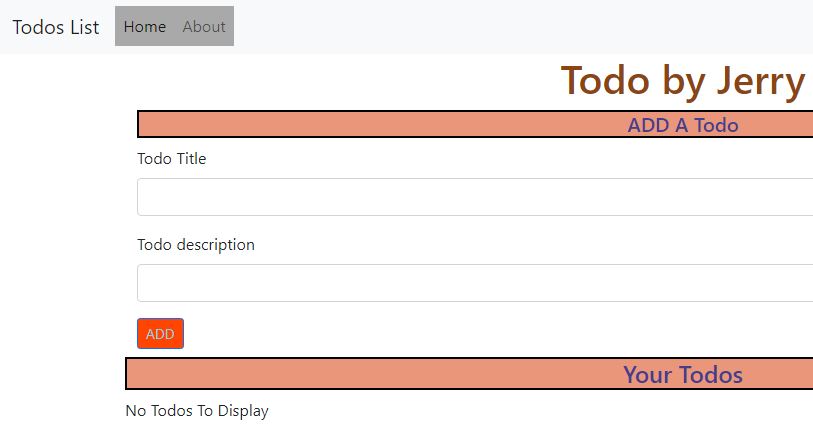 Todos List Home About
Todo by Jerry
ADD A Todo
Todo Title
Todo description
ADD
Your Todos
No Todos To Display